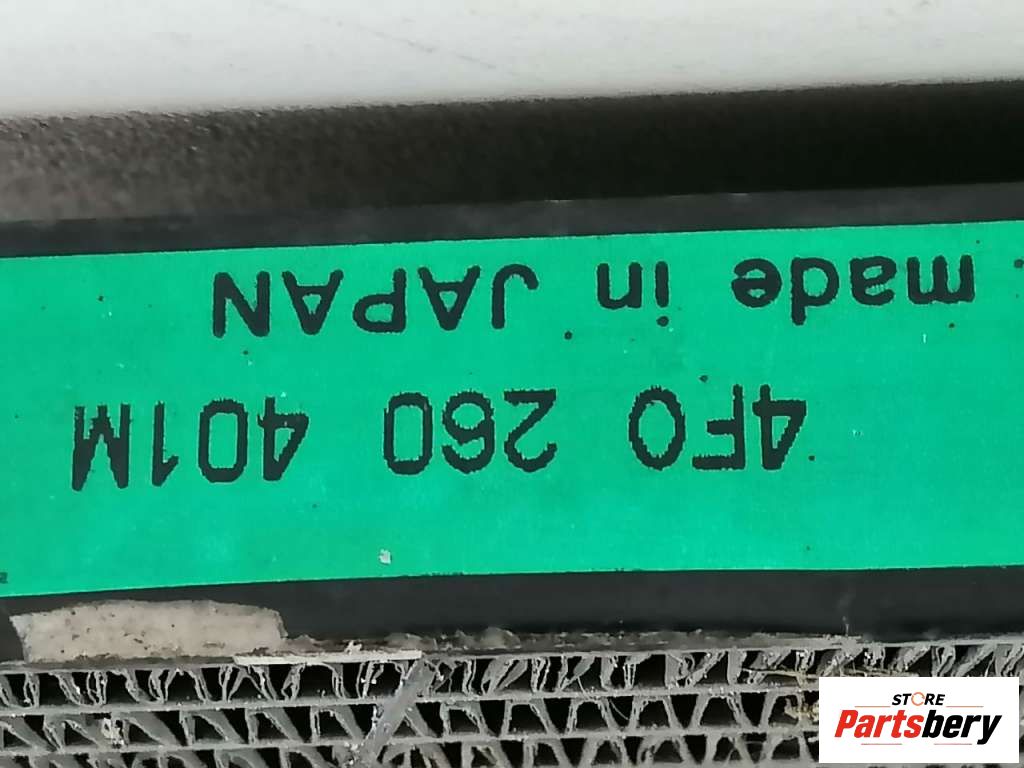 4F0 260 401M
made in JAPAN
STORE
Partsbery